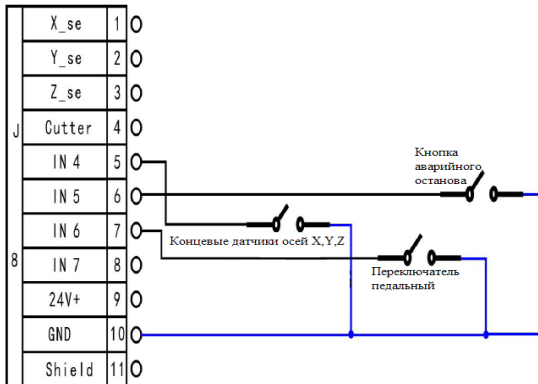 X_se 1
Y_se 2
Z_se 3
J
Cutter 4
IN 4 5
Кнопка
аварийного
останова
IN 5 6
IN 6 7
Концевые датчики осей X,Y,Z
8
IN 7 8
Переключатель
педальный
24V+ 9
GND 10
Shield 11